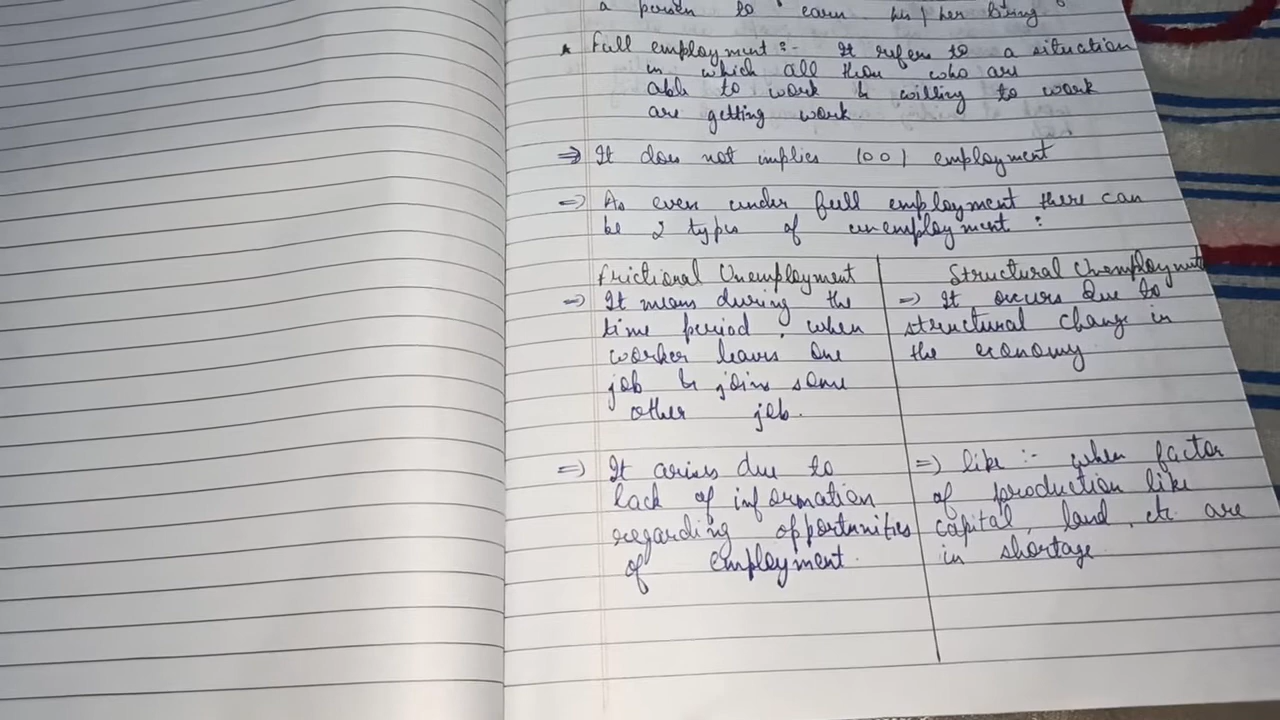 a person to earn his / her living
* Full employment :- It refers to a situation
in which all those who are
able to work & willing to work
are getting work
=> It does not implies 100% employment
=> As even under full employment there can
be 2 types of unemployment :
Frictional Unemployment
=> It means during the
time period, when
worker leaves one
job & joins some
other job.
=> It arises due to
lack of information
regarding opportunities
of employment.
Structural Unemployment
=> It occurs due to
structural change in
the economy
=> like :- when factor
of production like
capital, land, etc are
in shortage